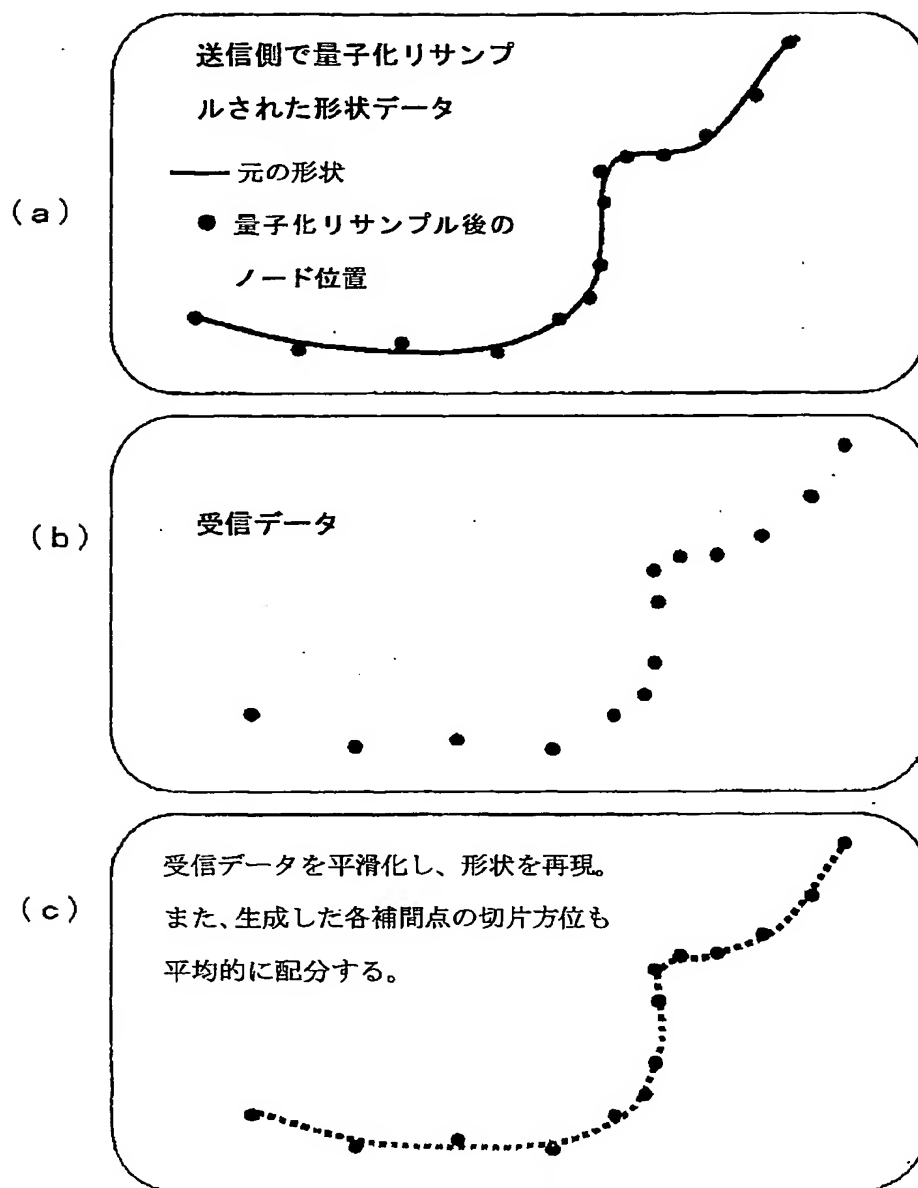 (a)
送信側で量子化リサンプ
ルされた形状データ
元の形状
量子化リサンプル後の
ノード位置
(b)
受信データ
(c)
受信データを平滑化し、形状を再現。
また、生成した各補間点の切片方位も
平均的に配分する。